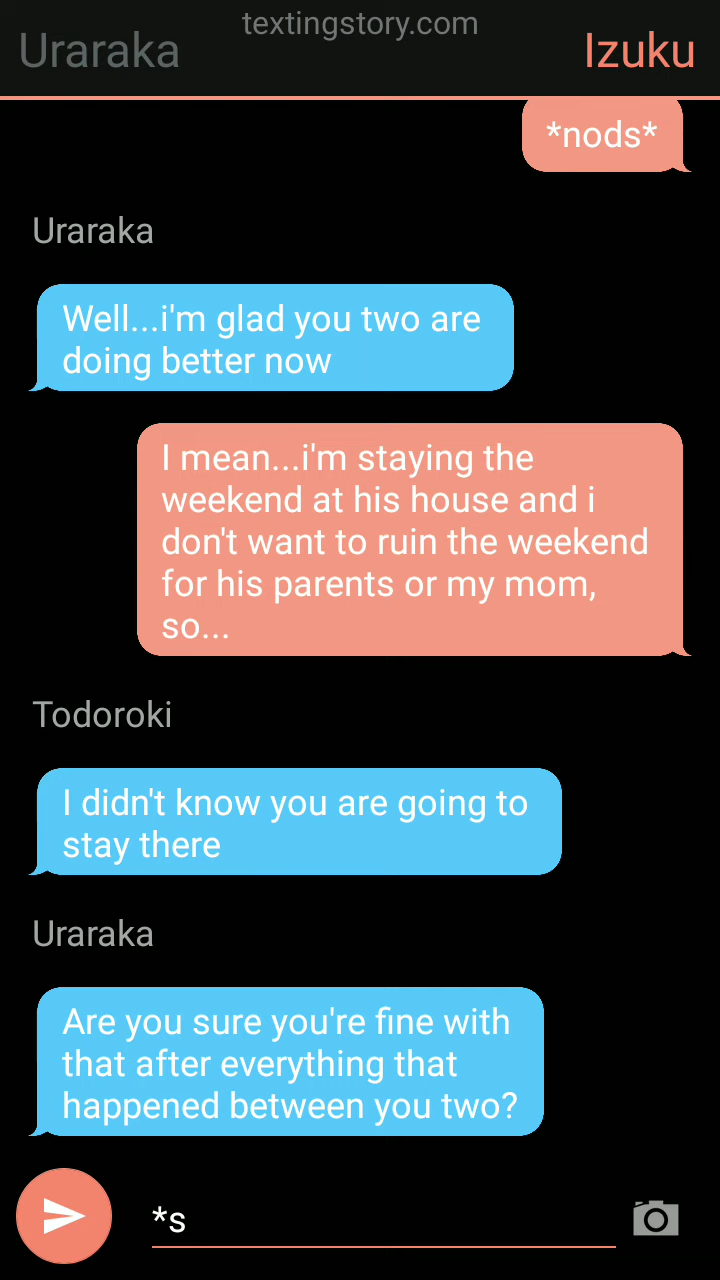 textingstory.com
Uraraka
Izuku
*nods*
Uraraka
Well...i'm glad you two are
doing better now
I mean...i'm staying the
weekend at his house and i
don't want to ruin the weekend
for his parents or my mom,
so...
Todoroki
I didn't know you are going to
stay there
Uraraka
Are you sure you're fine with
that after everything that
happened between you two?
*s